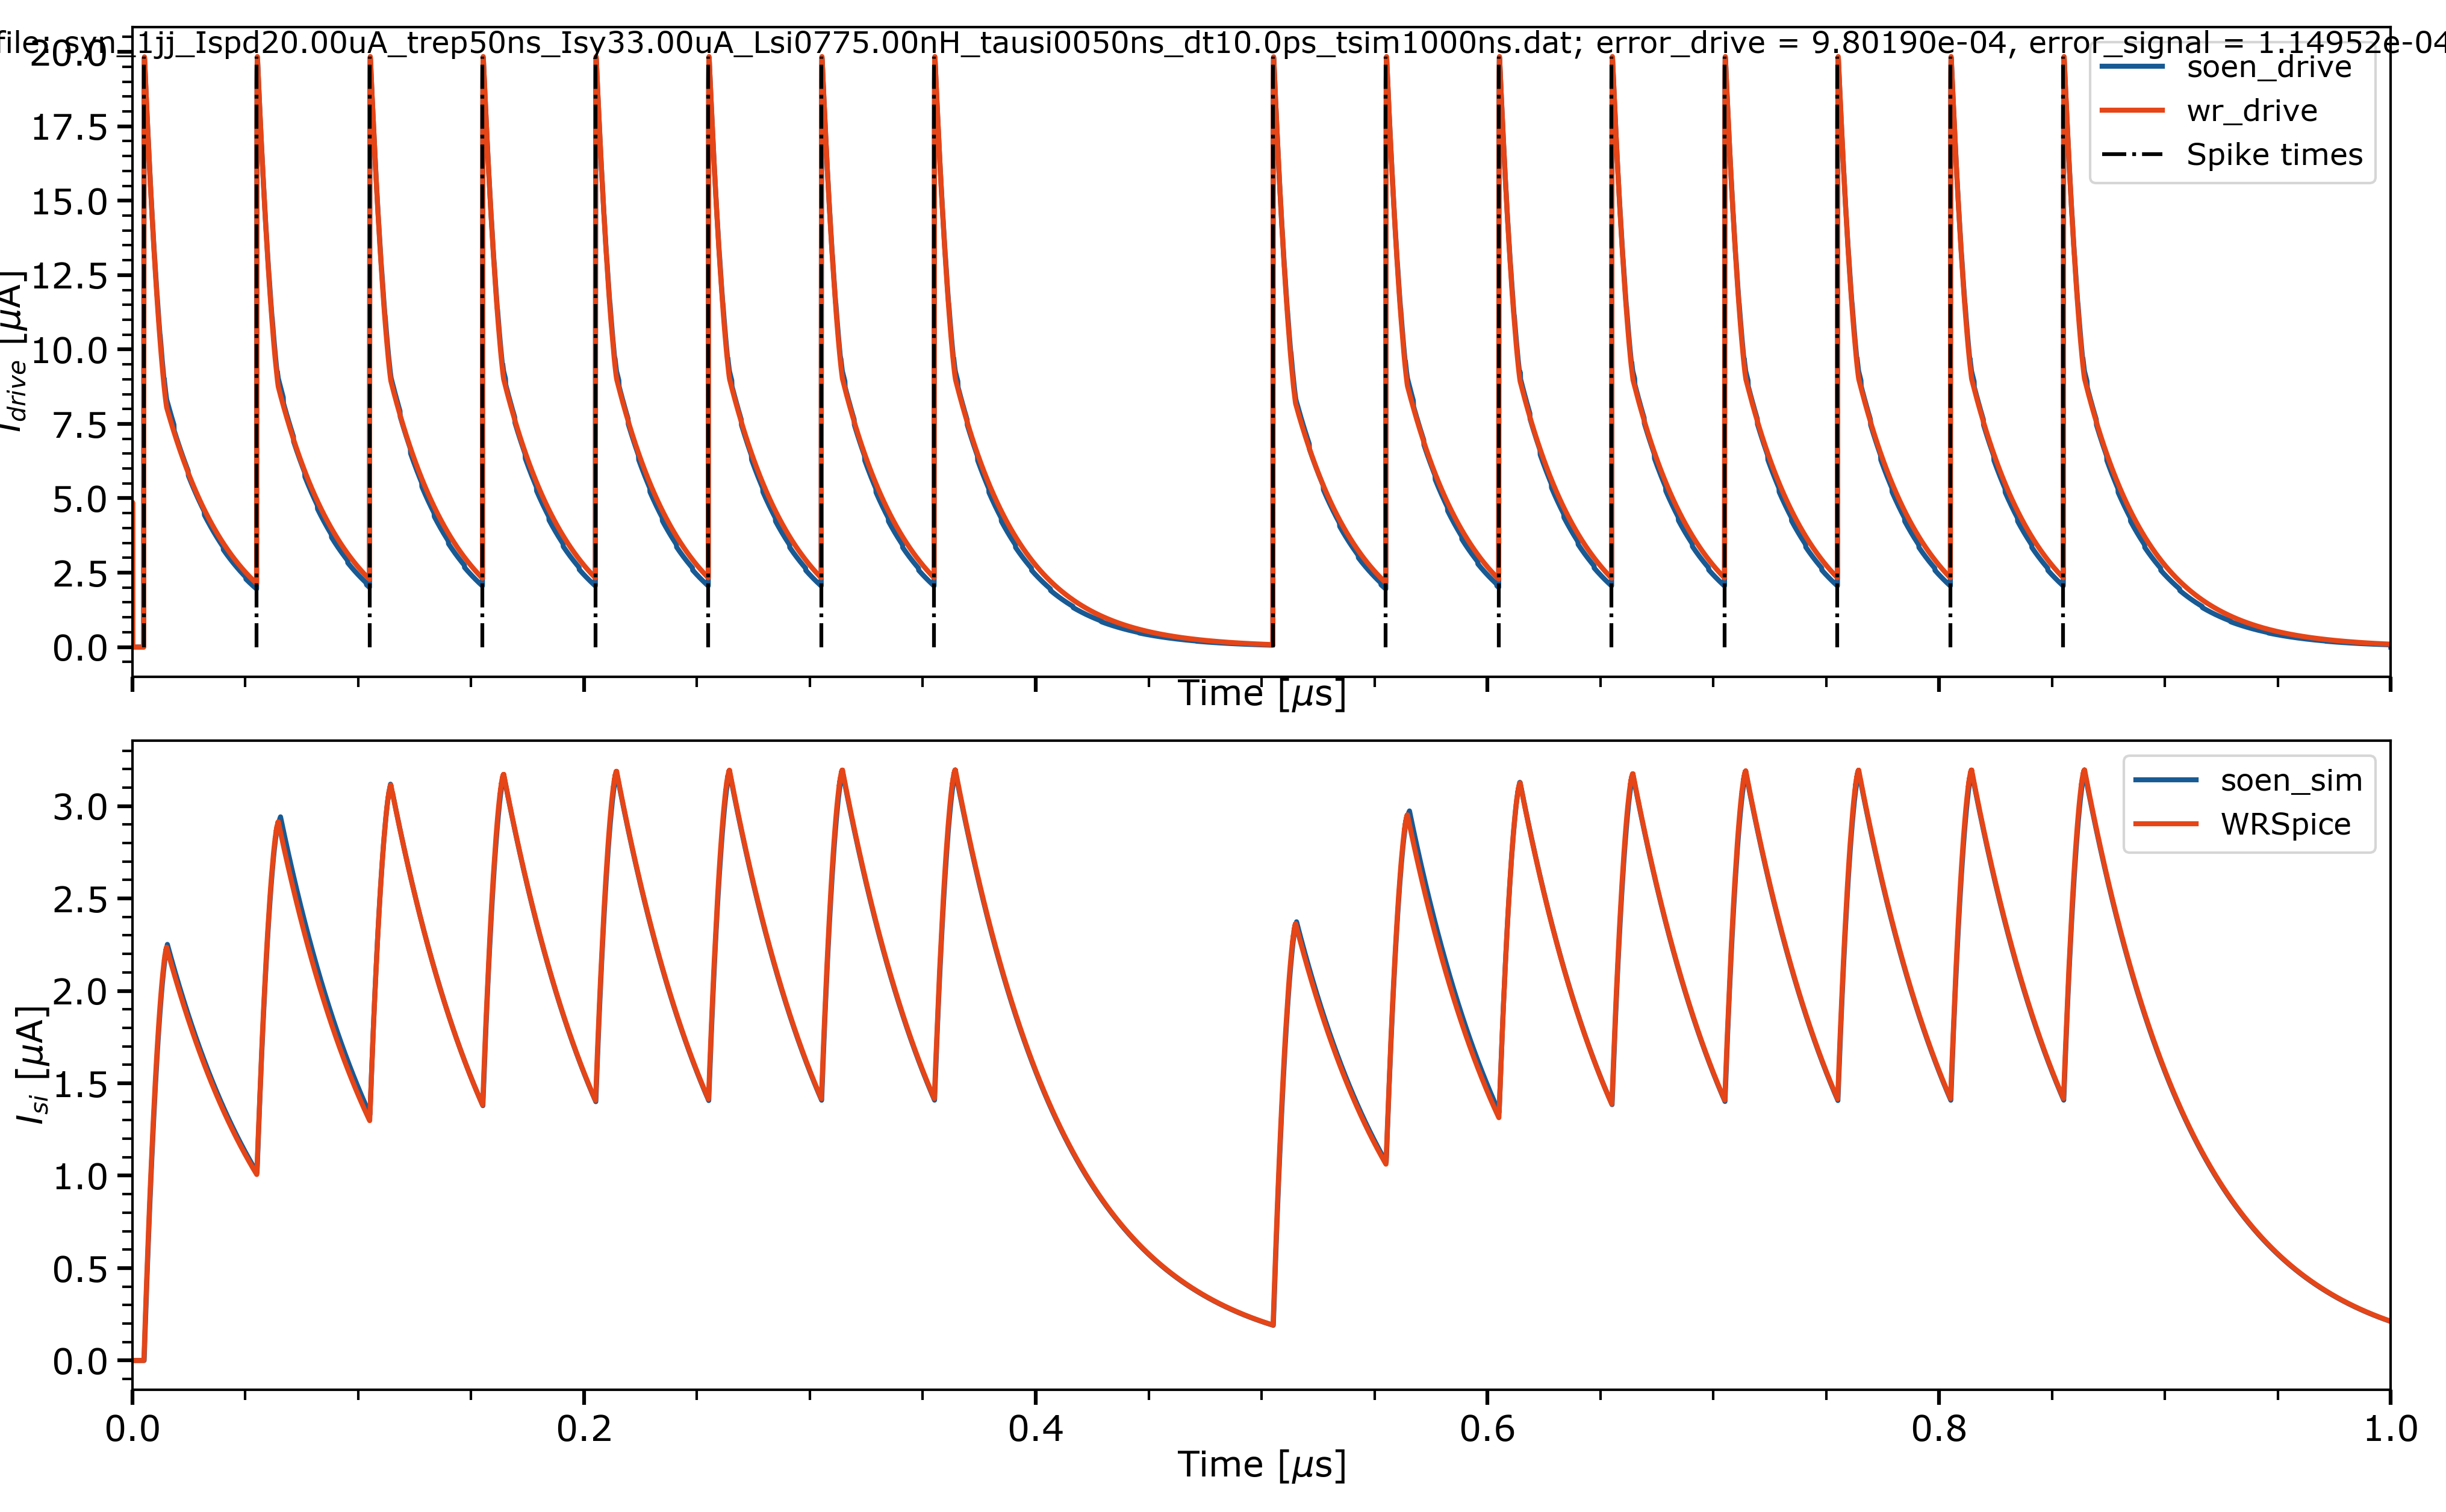 file: syn_1jj_Ispd20.00uA_trep50ns_Isy33.00uA_Lsi0775.00nH_tausi0050ns_dt10.0ps_tsim1000ns.dat; error_drive = 9.80190e-04, error_signal = 1.14952e-04
20.0
17.5
15.0
12.5
10.0
7.5
5.0
2.5
0.0
I_drive [μA]
soen_drive
wr_drive
Spike times
Time [μs]
3.0
2.5
2.0
1.5
1.0
0.5
0.0
I_si [μA]
soen_sim
WRSpice
0.0 0.2 0.4 0.6 0.8 1.0
Time [μs]